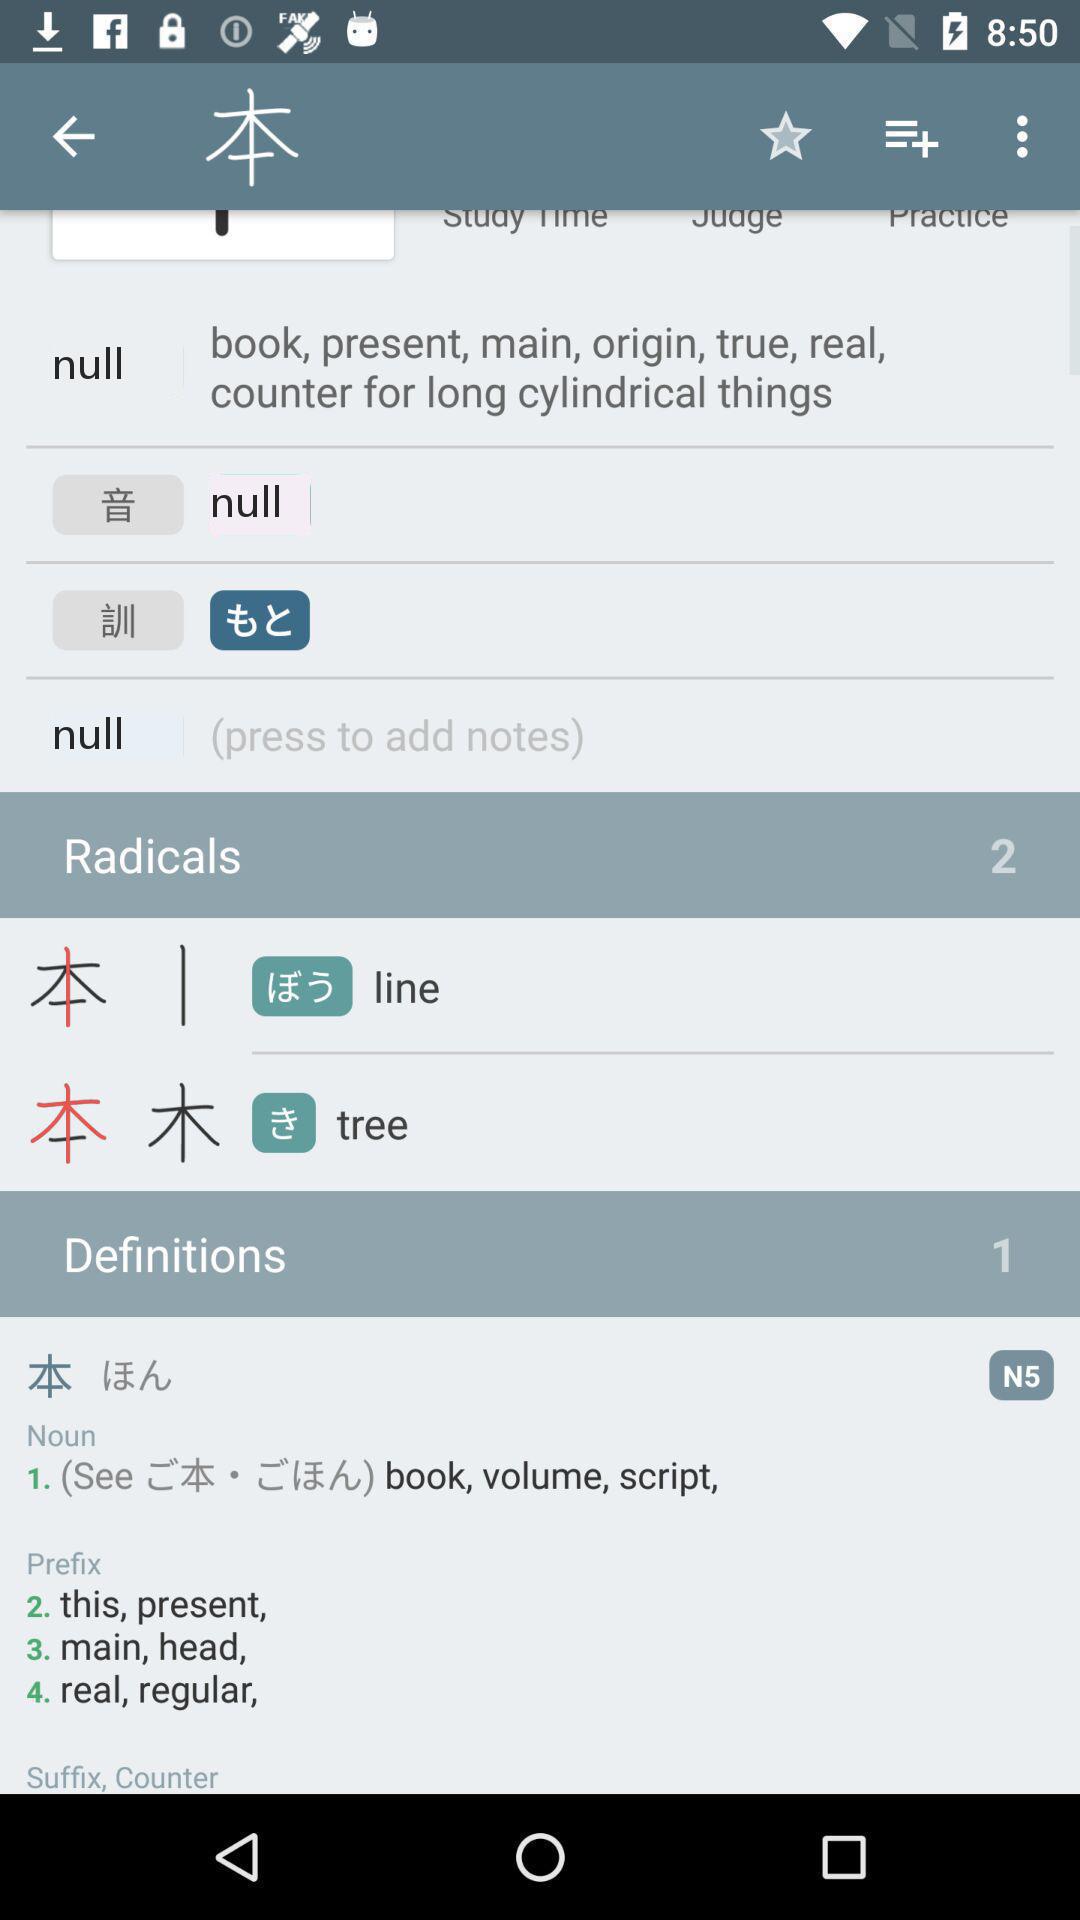 FAKE
8:50
本
Study Time Judge Practice
null book, present, main, origin, true, real,
counter for long cylindrical things
音 null
訓 もと
null (press to add notes)
Radicals 2
本 丨 ぼう line
本 木 き tree
Definitions 1
本 ほん N5
Noun
1. (See ご本・ごほん) book, volume, script,
Prefix
2. this, present,
3. main, head,
4. real, regular,
Suffix, Counter